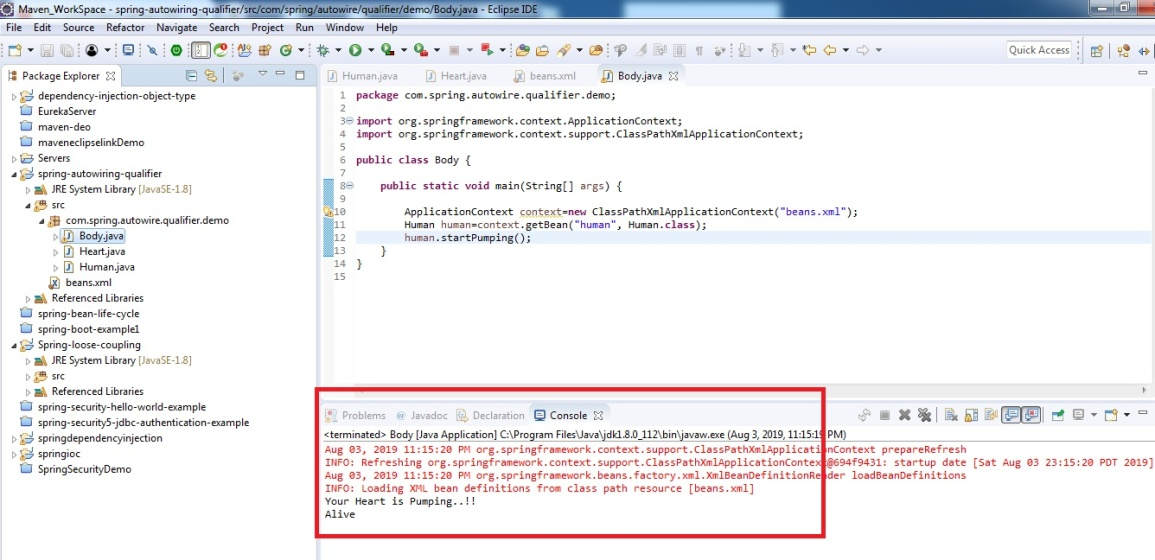 Maven_WorkSpace - spring-autowiring-qualifier/src/com/spring/autowire/qualifier/demo/Body.java - Eclipse IDE
File Edit Source Refactor Navigate Search Project Run Window Help
Quick Access
Package Explorer
dependency-injection-object-type
EurekaServer
maven-deo
maveneclipselinkDemo
Servers
spring-autowiring-qualifier
JRE System Library [JavaSE-1.8]
src
com.spring.autowire.qualifier.demo
Body.java
Heart.java
Human.java
beans.xml
Referenced Libraries
spring-bean-life-cycle
spring-boot-example1
Spring-loose-coupling
JRE System Library [JavaSE-1.8]
src
Referenced Libraries
spring-security-hello-world-example
spring-security5-jdbc-authentication-example
springdependencyinjection
springioc
SpringSecurityDemo
Human.java Heart.java beans.xml Body.java
1 package com.spring.autowire.qualifier.demo;
2
3 import org.springframework.context.ApplicationContext;
4 import org.springframework.context.support.ClassPathXmlApplicationContext;
5
6 public class Body {
7
8 public static void main(String[] args) {
9
10 ApplicationContext context=new ClassPathXmlApplicationContext("beans.xml");
11 Human human=context.getBean("human", Human.class);
12 human.startPumping();
13 }
14 }
15
Problems @ Javadoc Declaration Console
<terminated> Body [Java Application] C:\Program Files\Java\jdk1.8.0_112\bin\javaw.exe (Aug 3, 2019, 11:15:19 PM)
Aug 03, 2019 11:15:20 PM org.springframework.context.support.ClassPathXmlApplicationContext prepareRefresh
INFO: Refreshing org.springframework.context.support.ClassPathXmlApplicationContext@694f9431: startup date [Sat Aug 03 23:15:20 PDT 2019]
Aug 03, 2019 11:15:20 PM org.springframework.beans.factory.xml.XmlBeanDefinitionReader loadBeanDefinitions
INFO: Loading XML bean definitions from class path resource [beans.xml]
Your Heart is Pumping..!!
Alive